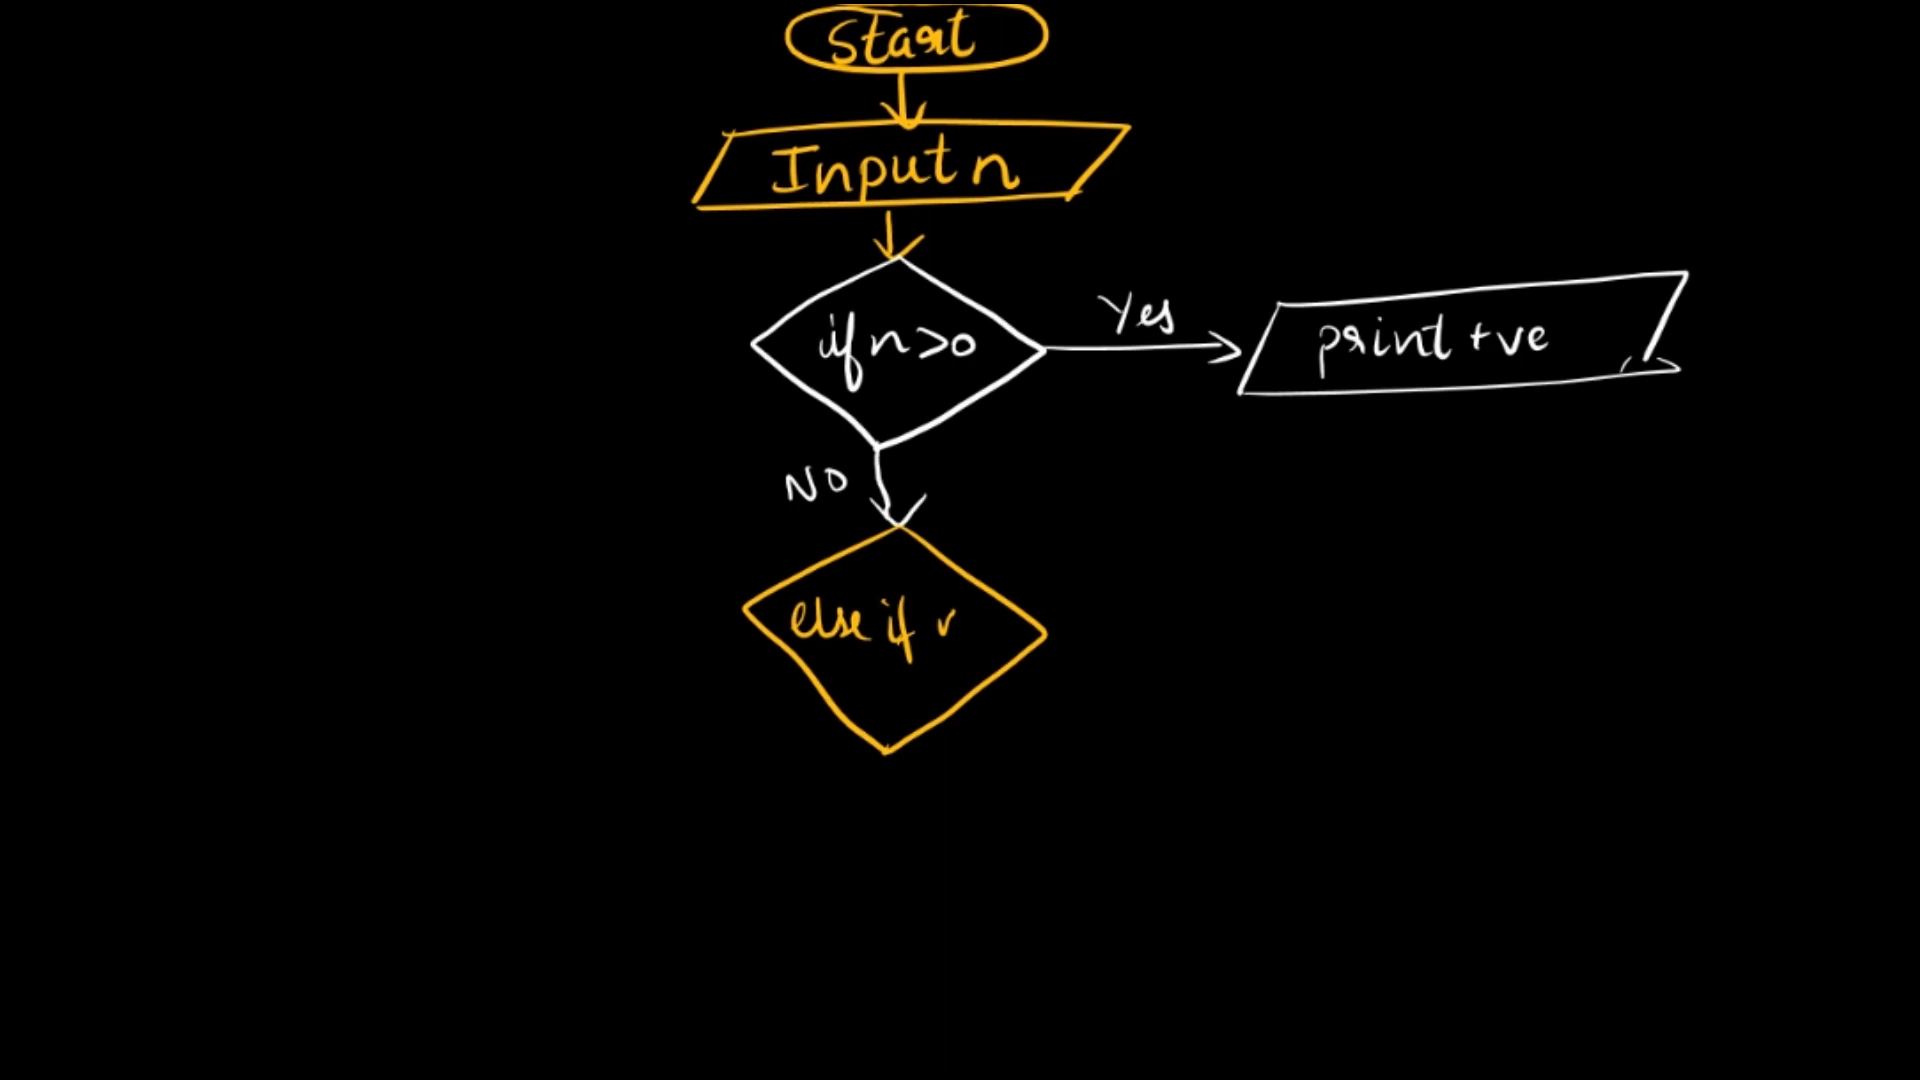 Start
Input n
if n>0
Yes
print +ve
NO
else if